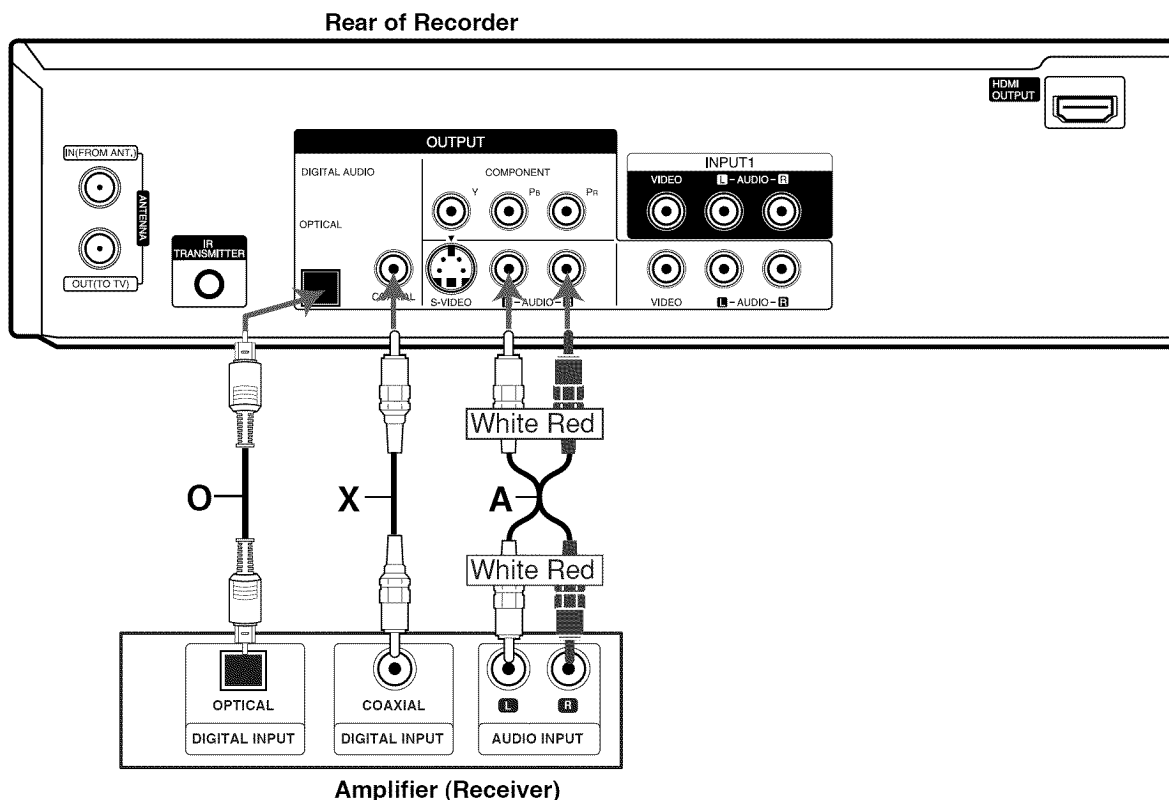 Rear of Recorder
HDMI
OUTPUT
OUTPUT
IN(FROM ANT.)
ANTENNA
OUT(TO TV)
IR
TRANSMITTER
DIGITAL AUDIO
OPTICAL
COMPONENT
Y
PB
PR
S-VIDEO
L - AUDIO -
INPUT1
VIDEO
L - AUDIO - R
VIDEO
L - AUDIO - R
White Red
O
X
A
White Red
OPTICAL
COAXIAL
L
R
DIGITAL INPUT
DIGITAL INPUT
AUDIO INPUT
Amplifier (Receiver)